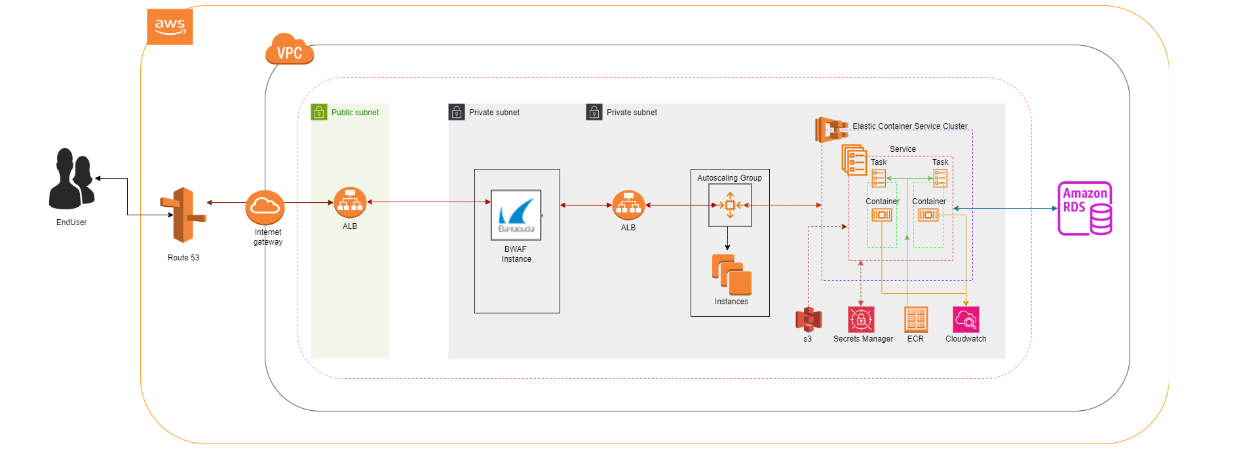 aws
VPC
Public subnet
Private subnet
Private subnet
Elastic Container Service Cluster
Service
Task
Task
Autoscaling Group
Container
Container
Amazon
RDS
Barracuda
EndUser
Internet
gateway
ALB
ALB
BWAF
Instance
Route 53
Instances
s3
Secrets Manager
ECR
Cloudwatch